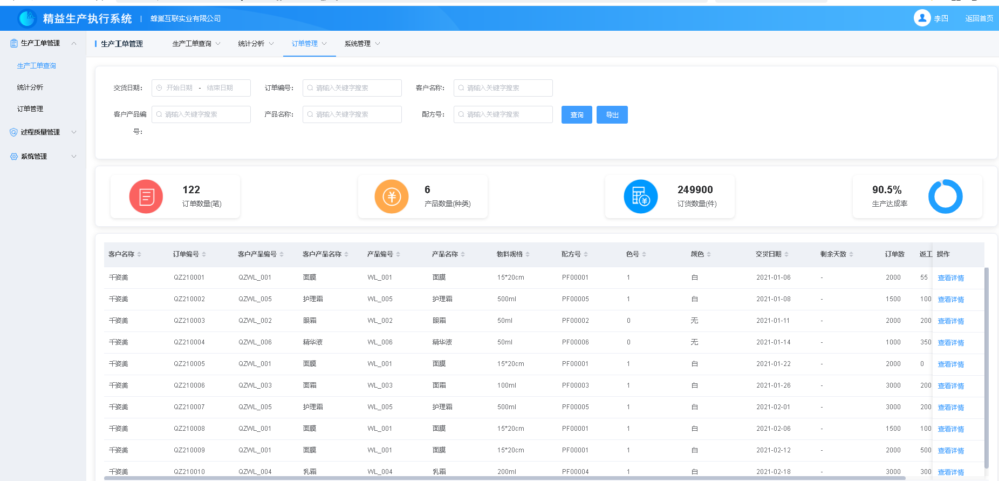 精益生产执行系统 | 蜂巢互联实业有限公司 李四 返回首页
生产工单管理
生产工单查询
统计分析
订单管理
过程质量管理
系统管理
生产工单管理 生产工单查询 统计分析 订单管理 系统管理
交货日期： 开始日期 - 结束日期 订单编号： 请输入关键字搜索 客户名称： 请输入关键字搜索
客户产品编号： 请输入关键字搜索 产品名称： 请输入关键字搜索 配方号： 请输入关键字搜索 查询 导出
122
订单数量(笔)
6
产品数量(种类)
249900
订货数量(件)
90.5%
生产达成率
客户名称 订单编号 客户产品编号 客户产品名称 产品编号 产品名称 物料规格 配方号 色号 颜色 交货日期 剩余天数 订单数 返工 操作
千姿美 QZ210001 QZWL_001 面膜 WL_001 面膜 15*20cm PF00001 1 白 2021-01-06 - 2000 55 查看详情
千姿美 QZ210002 QZWL_005 护理霜 WL_005 护理霜 500ml PF00005 1 白 2021-01-08 - 1500 100 查看详情
千姿美 QZ210003 QZWL_002 眼霜 WL_002 眼霜 50ml PF00002 0 无 2021-01-11 - 2000 200 查看详情
千姿美 QZ210004 QZWL_006 精华液 WL_006 精华液 50ml PF00006 0 无 2021-01-14 - 1000 350 查看详情
千姿美 QZ210005 QZWL_001 面膜 WL_001 面膜 15*20cm PF00001 1 白 2021-01-22 - 2000 0 查看详情
千姿美 QZ210006 QZWL_003 面霜 WL_003 面霜 100ml PF00003 1 白 2021-01-26 - 3000 200 查看详情
千姿美 QZ210007 QZWL_005 护理霜 WL_005 护理霜 500ml PF00005 1 白 2021-02-01 - 3000 200 查看详情
千姿美 QZ210008 QZWL_001 面膜 WL_001 面膜 15*20cm PF00001 1 白 2021-02-06 - 1500 100 查看详情
千姿美 QZ210009 QZWL_001 面膜 WL_001 面膜 15*20cm PF00001 1 白 2021-02-12 - 2000 500 查看详情
千姿美 QZ210010 QZWL_004 乳霜 WL_004 乳霜 200ml PF00004 1 白 2021-02-18 - 3000 300 查看详情